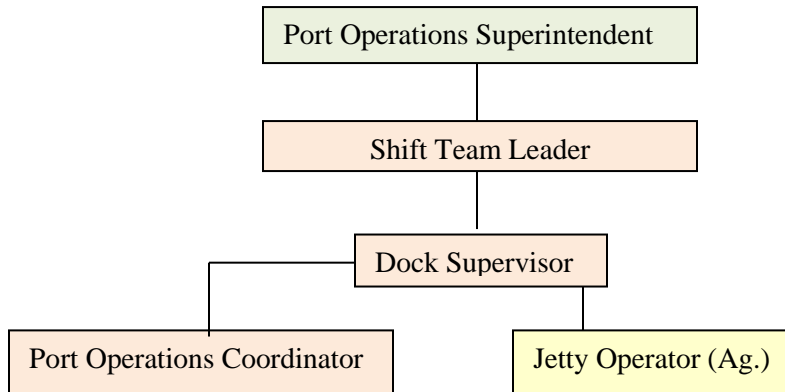 Port Operations Superintendent
Shift Team Leader
Dock Supervisor
Port Operations Coordinator
Jetty Operator (Ag.)